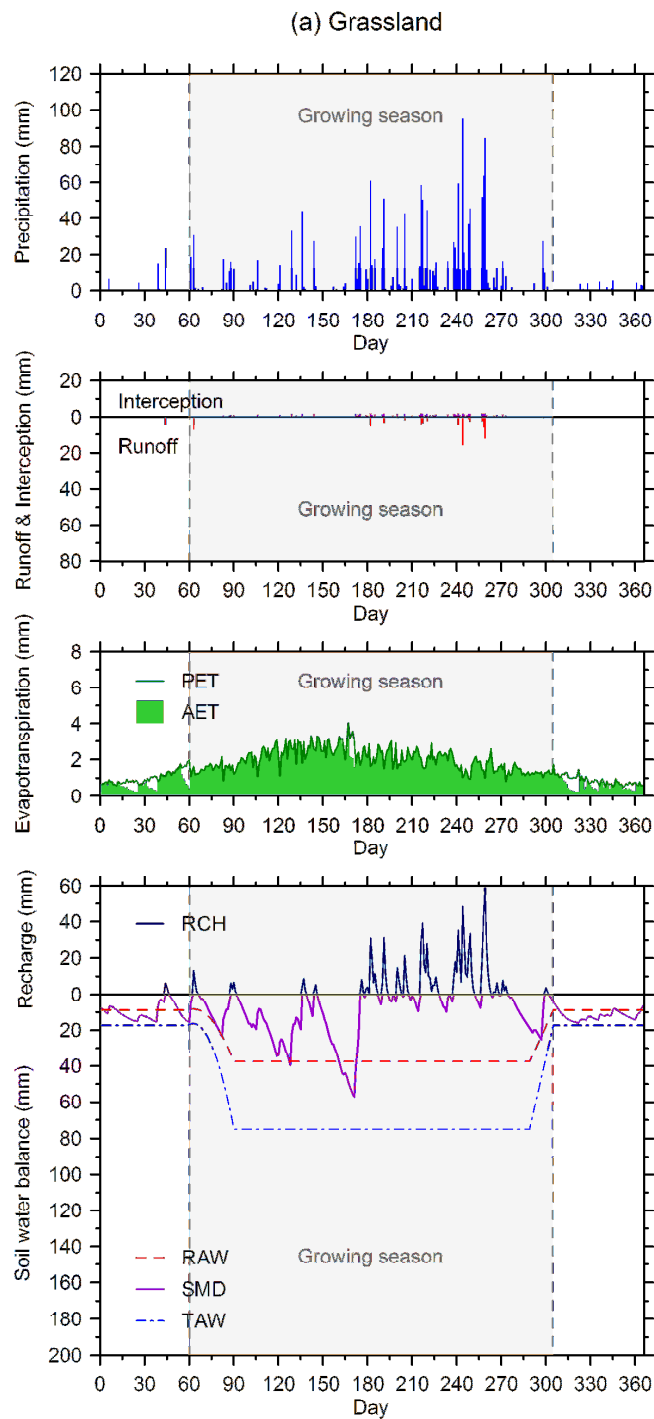 (a) Grassland
Precipitation (mm)
120
100
80
60
40
20
0
Growing season
0 30 60 90 120 150 180 210 240 270 300 330 360
Day
Runoff & Interception (mm)
20
0
20
40
60
80
Interception
Runoff
Growing season
0 30 60 90 120 150 180 210 240 270 300 330 360
Day
Evapotranspiration (mm)
8
6
4
2
0
PET
AET
Growing season
0 30 60 90 120 150 180 210 240 270 300 330 360
Day
Recharge (mm)
Soil water balance (mm)
60
40
20
0
20
40
60
80
100
120
140
160
180
200
RCH
RAW
SMD
TAW
Growing season
0 30 60 90 120 150 180 210 240 270 300 330 360
Day